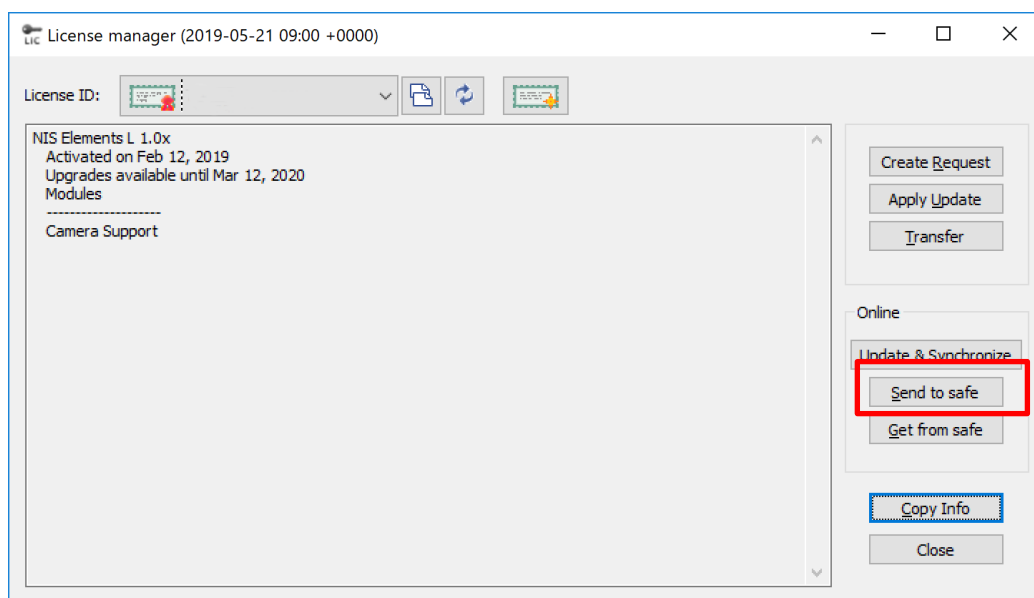 LIC License manager (2019-05-21 09:00 +0000)
License ID:
NIS Elements L 1.0x
Activated on Feb 12, 2019
Upgrades available until Mar 12, 2020
Modules
--------------------
Camera Support
Create Request
Apply Update
Transfer
Online
Update & Synchronize
Send to safe
Get from safe
Copy Info
Close